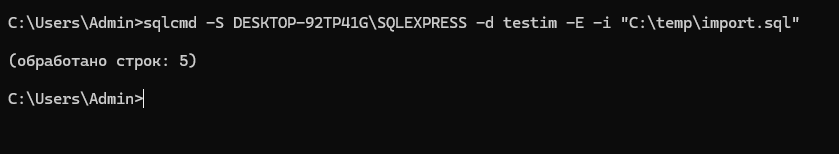 C:\Users\Admin>sqlcmd -S DESKTOP-92TP41G\SQLEXPRESS -d testim -E -i "C:\temp\import.sql"
(обработано строк: 5)
C:\Users\Admin>